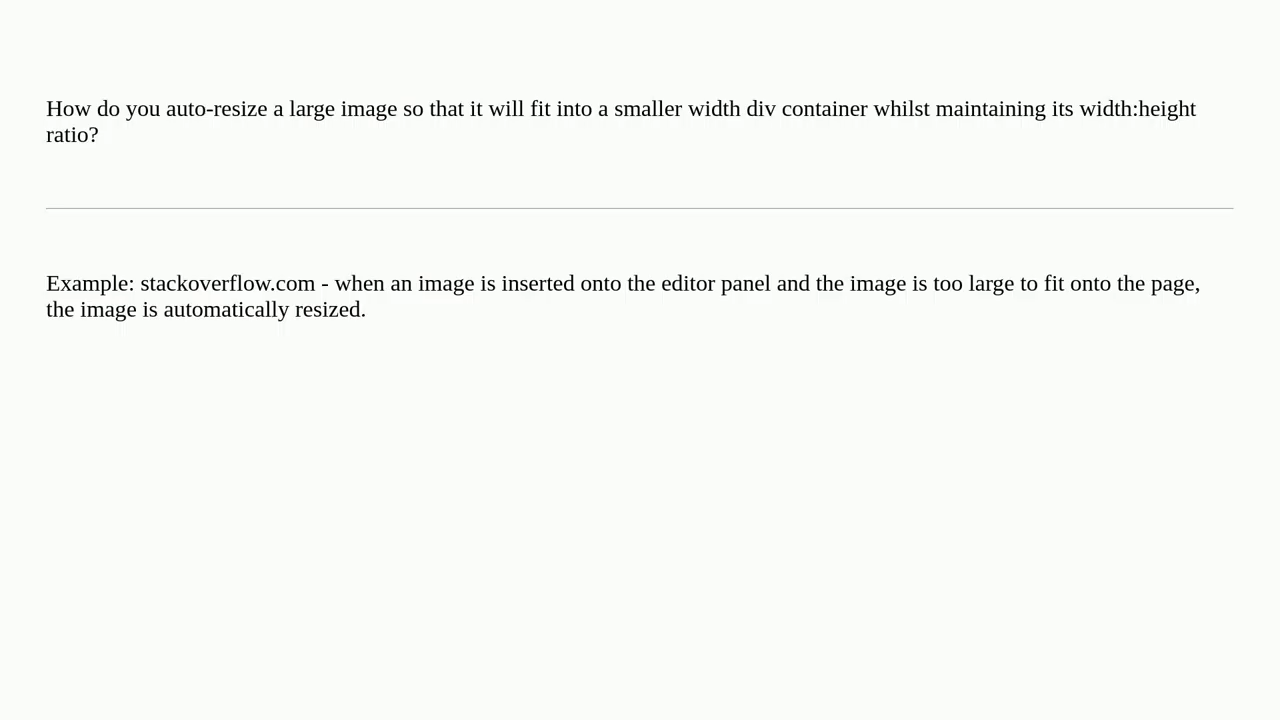 How do you auto-resize a large image so that it will fit into a smaller width div container whilst maintaining its width:height
ratio?
Example: stackoverflow.com - when an image is inserted onto the editor panel and the image is too large to fit onto the page,
the image is automatically resized.